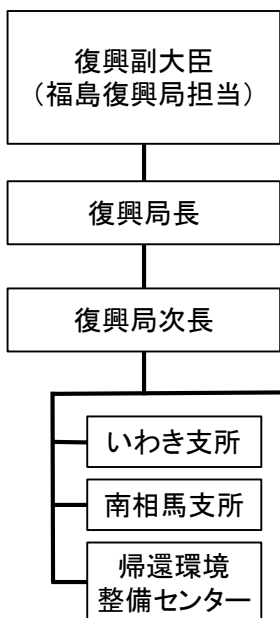 復興副大臣
（福島復興局担当）
復興局長
復興局次長
いわき支所
南相馬支所
帰還環境
整備センター